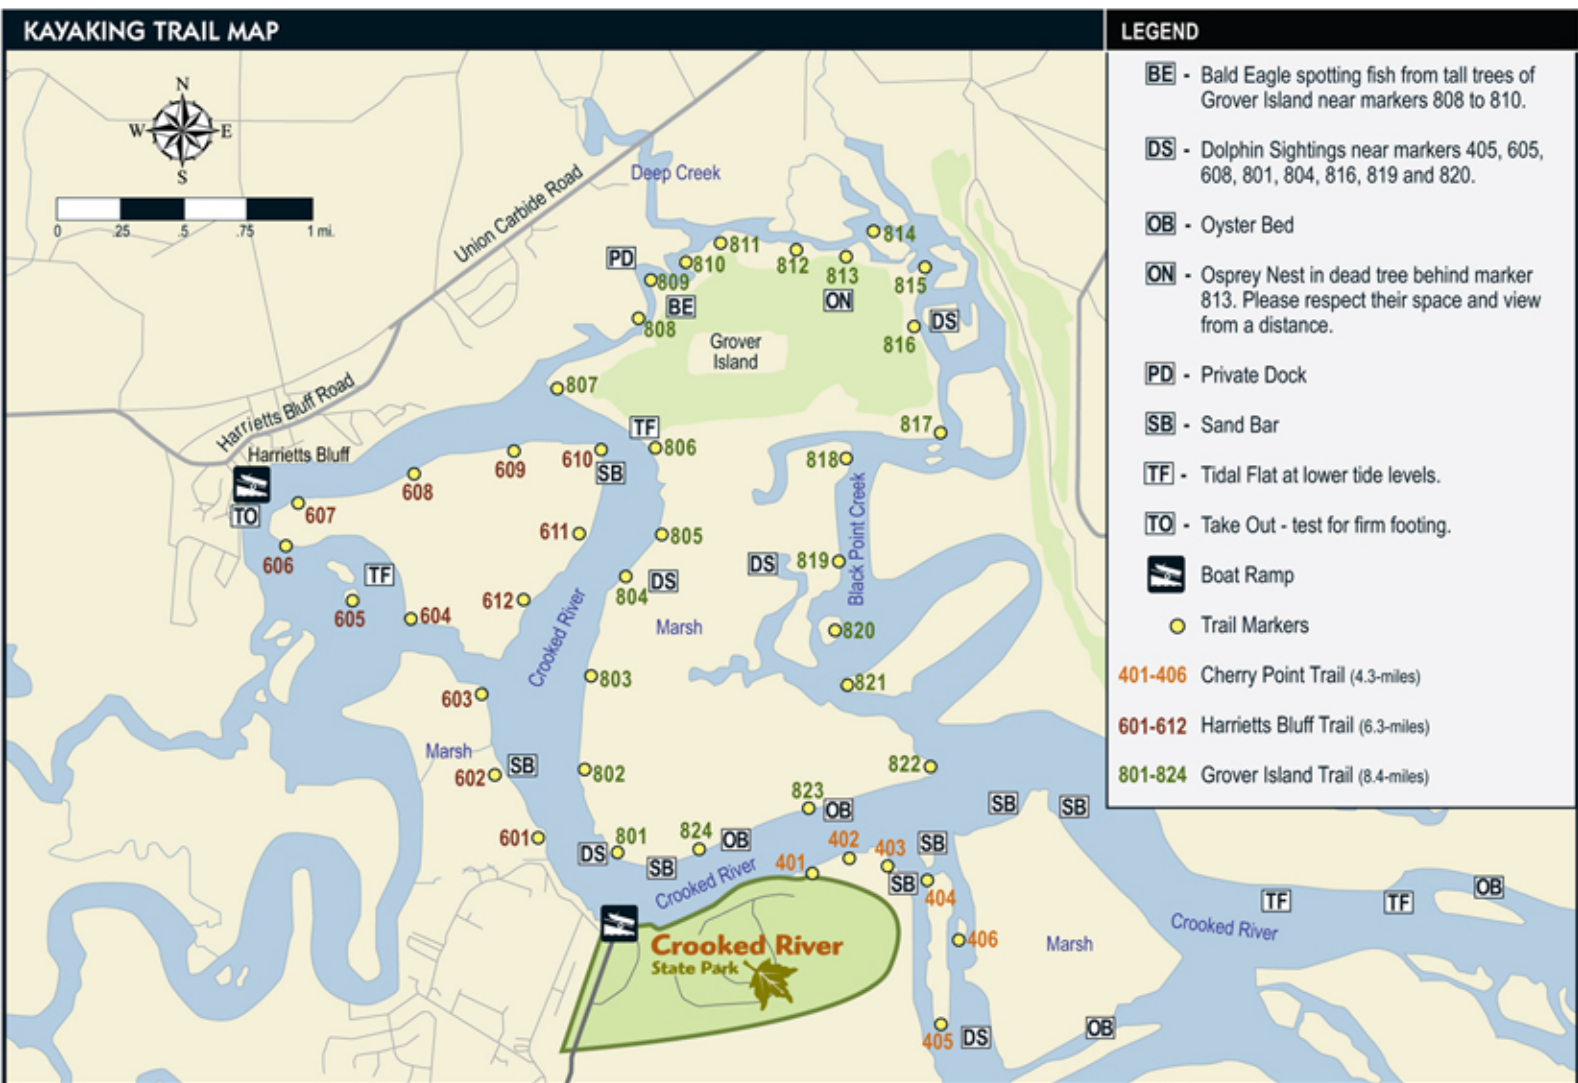 KAYAKING TRAIL MAP
LEGEND
BE - Bald Eagle spotting fish from tall trees of
Grover Island near markers 808 to 810.
DS - Dolphin Sightings near markers 405, 605,
608, 801, 804, 816, 819 and 820.
OB - Oyster Bed
ON - Osprey Nest in dead tree behind marker
813. Please respect their space and view
from a distance.
PD - Private Dock
SB - Sand Bar
TF - Tidal Flat at lower tide levels.
TO - Take Out - test for firm footing.
Boat Ramp
Trail Markers
401-406 Cherry Point Trail (4.3-miles)
601-612 Harrietts Bluff Trail (6.3-miles)
801-824 Grover Island Trail (8.4-miles)
N
W E
S
0 .25 .5 .75 1 mi.
Deep Creek
Union Carbide Road
814
811
812
813
815
PD
810
809
BE
ON
808
DS
816
Grover
Island
807
Harrietts Bluff Road
TF
806
817
Harrietts Bluff
609
610
SB
818
608
607
TO
Black Point Creek
611
805
606
TF
DS
819
804
DS
605
604
612
Crooked River
Marsh
820
803
821
603
Marsh
602
SB
802
822
823
OB
SB
SB
601
DS
801
824
OB
SB
402
403
SB
401
SB
404
Crooked River
TF
TF
OB
Crooked River
Crooked River
State Park
406
Marsh
405
DS
OB